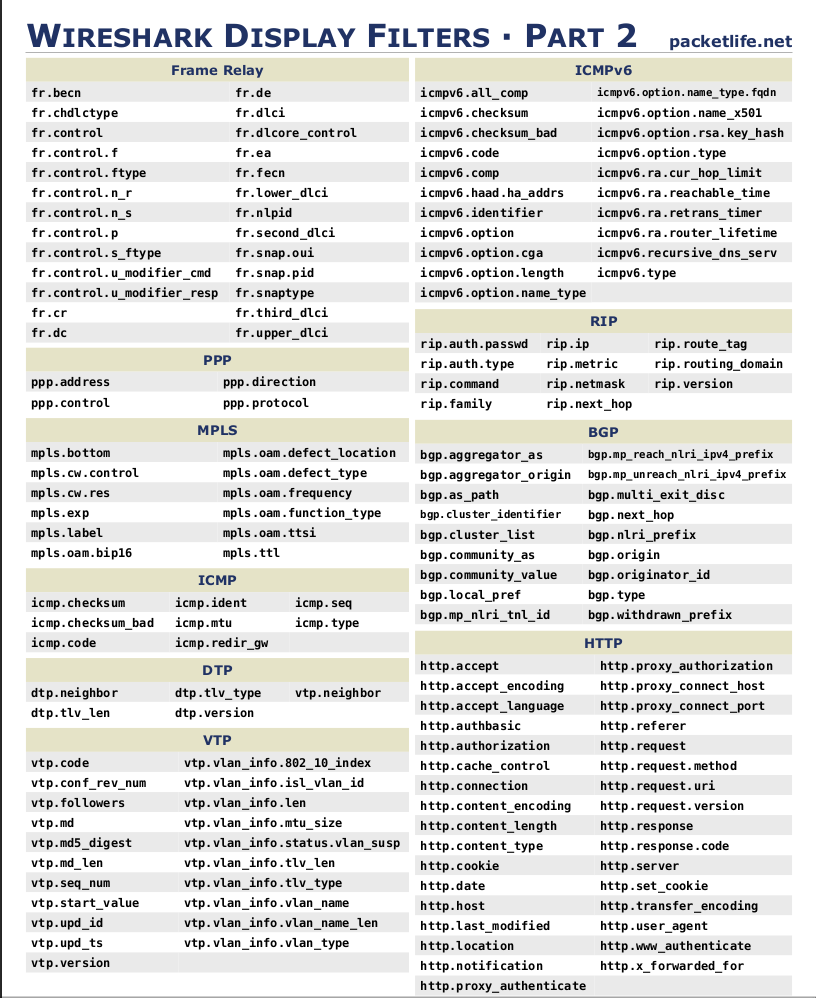 WIRESHARK DISPLAY FILTERS · PART 2 packetlife.net
Frame Relay
fr.becn fr.de
fr.chdlctype fr.dlci
fr.control fr.dlcore_control
fr.control.f fr.ea
fr.control.ftype fr.fecn
fr.control.n_r fr.lower_dlci
fr.control.n_s fr.nlpid
fr.control.p fr.second_dlci
fr.control.s_ftype fr.snap.oui
fr.control.u_modifier_cmd fr.snap.pid
fr.control.u_modifier_resp fr.snaptype
fr.cr fr.third_dlci
fr.dc fr.upper_dlci
PPP
ppp.address ppp.direction
ppp.control ppp.protocol
MPLS
mpls.bottom mpls.oam.defect_location
mpls.cw.control mpls.oam.defect_type
mpls.cw.res mpls.oam.frequency
mpls.exp mpls.oam.function_type
mpls.label mpls.oam.ttsi
mpls.oam.bip16 mpls.ttl
ICMP
icmp.checksum icmp.ident icmp.seq
icmp.checksum_bad icmp.mtu icmp.type
icmp.code icmp.redir_gw
DTP
dtp.neighbor dtp.tlv_type vtp.neighbor
dtp.tlv_len dtp.version
VTP
vtp.code vtp.vlan_info.802_10_index
vtp.conf_rev_num vtp.vlan_info.isl_vlan_id
vtp.followers vtp.vlan_info.len
vtp.md vtp.vlan_info.mtu_size
vtp.md5_digest vtp.vlan_info.status.vlan_susp
vtp.md_len vtp.vlan_info.tlv_len
vtp.seq_num vtp.vlan_info.tlv_type
vtp.start_value vtp.vlan_info.vlan_name
vtp.upd_id vtp.vlan_info.vlan_name_len
vtp.upd_ts vtp.vlan_info.vlan_type
vtp.version
ICMPv6
icmpv6.all_comp icmpv6.option.name_type.fqdn
icmpv6.checksum icmpv6.option.name_x501
icmpv6.checksum_bad icmpv6.option.rsa.key_hash
icmpv6.code icmpv6.option.type
icmpv6.comp icmpv6.ra.cur_hop_limit
icmpv6.haad.ha_addrs icmpv6.ra.reachable_time
icmpv6.identifier icmpv6.ra.retrans_timer
icmpv6.option icmpv6.ra.router_lifetime
icmpv6.option.cga icmpv6.recursive_dns_serv
icmpv6.option.length icmpv6.type
icmpv6.option.name_type
RIP
rip.auth.passwd rip.ip rip.route_tag
rip.auth.type rip.metric rip.routing_domain
rip.command rip.netmask rip.version
rip.family rip.next_hop
BGP
bgp.aggregator_as bgp.mp_reach_nlri_ipv4_prefix
bgp.aggregator_origin bgp.mp_unreach_nlri_ipv4_prefix
bgp.as_path bgp.multi_exit_disc
bgp.cluster_identifier bgp.next_hop
bgp.cluster_list bgp.nlri_prefix
bgp.community_as bgp.origin
bgp.community_value bgp.originator_id
bgp.local_pref bgp.type
bgp.mp_nlri_tnl_id bgp.withdrawn_prefix
HTTP
http.accept http.proxy_authorization
http.accept_encoding http.proxy_connect_host
http.accept_language http.proxy_connect_port
http.authbasic http.referer
http.authorization http.request
http.cache_control http.request.method
http.connection http.request.uri
http.content_encoding http.request.version
http.content_length http.response
http.content_type http.response.code
http.cookie http.server
http.date http.set_cookie
http.host http.transfer_encoding
http.last_modified http.user_agent
http.location http.www_authenticate
http.notification http.x_forwarded_for
http.proxy_authenticate